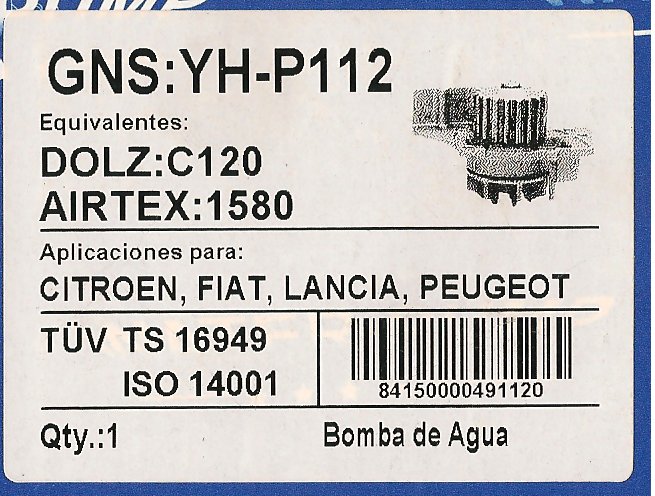 GNS:YH-P112
Equivalentes:
DOLZ:C120
AIRTEX:1580
Aplicaciones para:
CITROEN, FIAT, LANCIA, PEUGEOT
TÜV TS 16949
ISO 14001
84150000491120
Qty.:1
Bomba de Agua